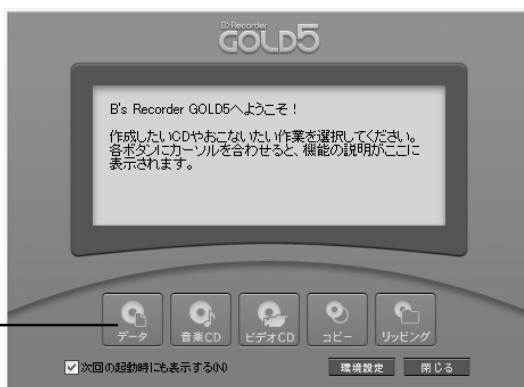 B's Recorder
GOLD5
B's Recorder GOLD5へようこそ！
作成したいCDやおこないたい作業を選択してください。
各ボタンにカーソルを合わせると、機能の説明がここに
表示されます。
データ
音楽CD
ビデオCD
コピー
リッピング
次回の起動時にも表示する(N)
環境設定
閉じる